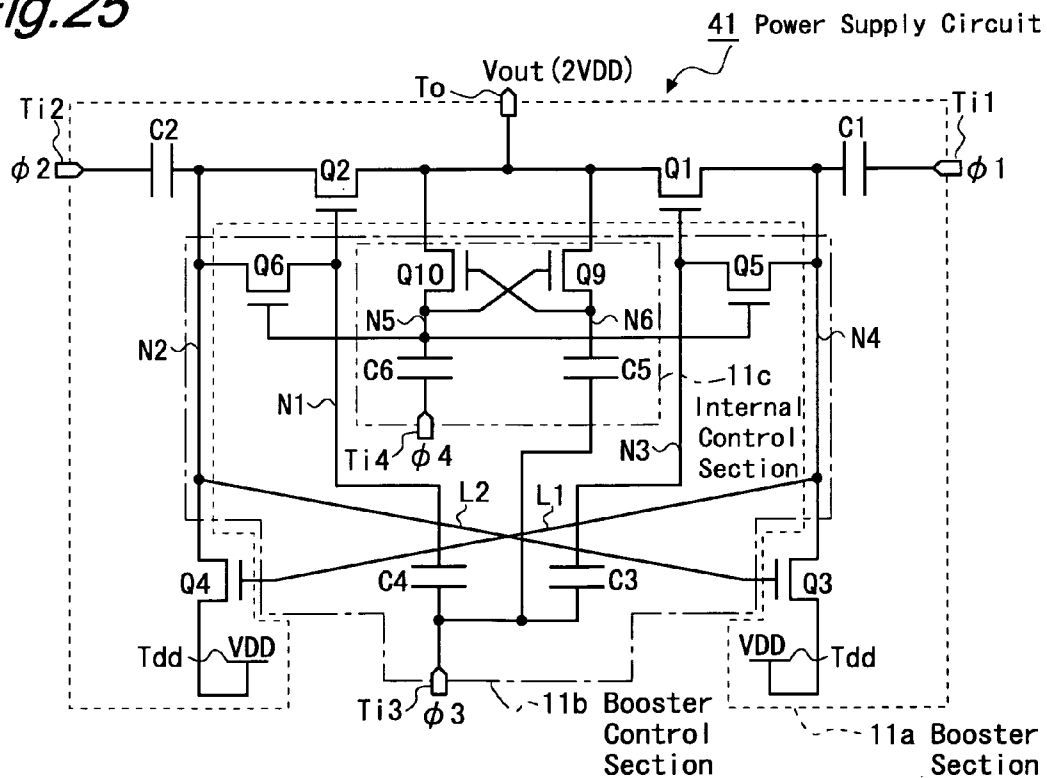 Fig.25
41 Power Supply Circuit
Vout(2VDD)
To
Ti2
Ti1
C2
C1
φ2
Q2
Q1
φ1
Q6
Q10
Q9
Q5
N5
N6
N2
N4
C6
C5
11c
Internal
Control
Section
N1
N3
Ti4
φ4
L2
L1
Q4
C4
C3
Q3
Tdd
VDD
VDD
Tdd
Ti3
φ3
11b Booster
Control
Section
11a Booster
Section